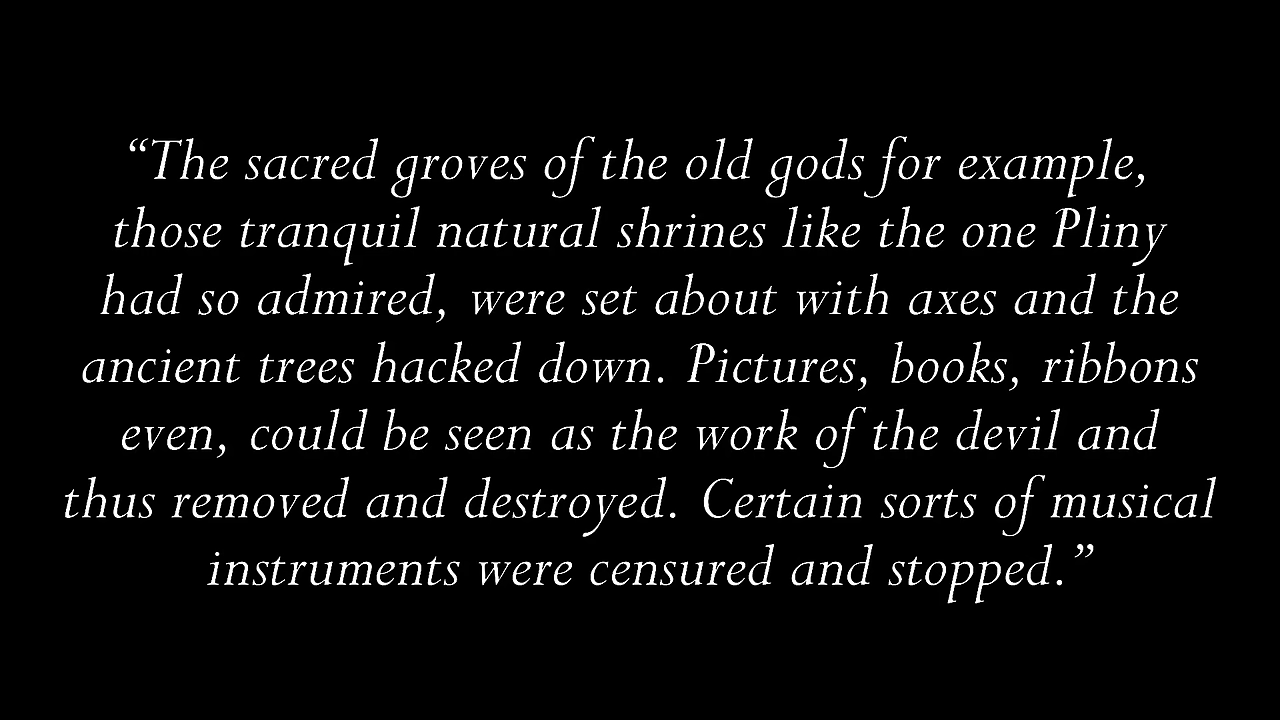 “The sacred groves of the old gods for example,
those tranquil natural shrines like the one Pliny
had so admired, were set about with axes and the
ancient trees hacked down. Pictures, books, ribbons
even, could be seen as the work of the devil and
thus removed and destroyed. Certain sorts of musical
instruments were censured and stopped.”